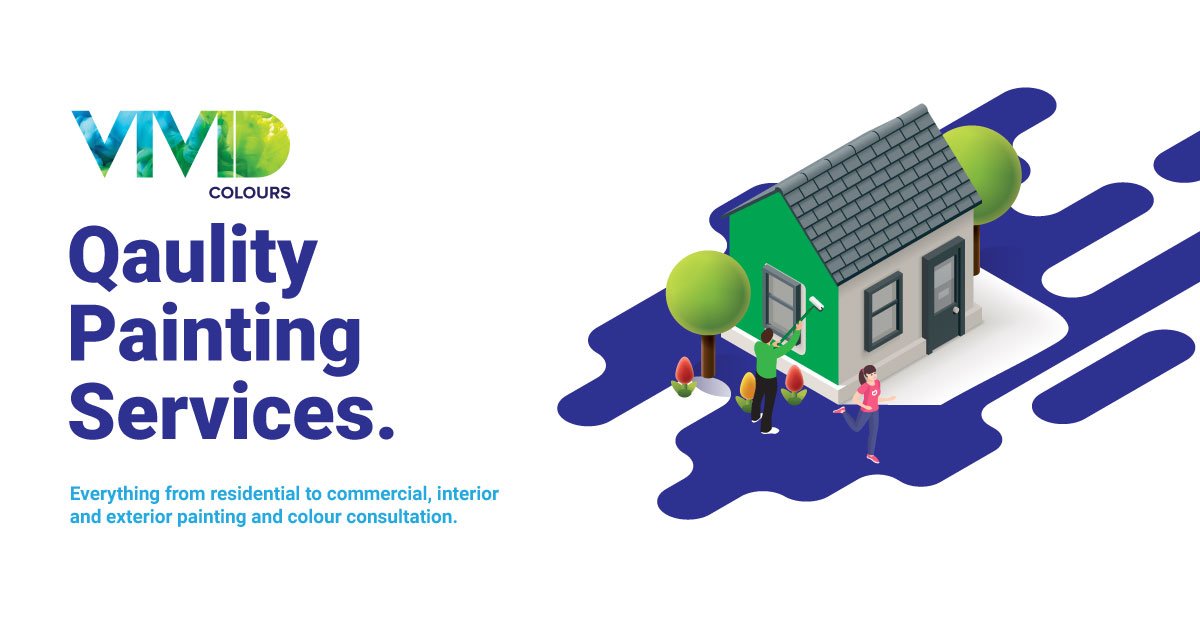 VIVID
COLOURS
Qaulity
Painting
Services.
Everything from residential to commercial, interior
and exterior painting and colour consultation.